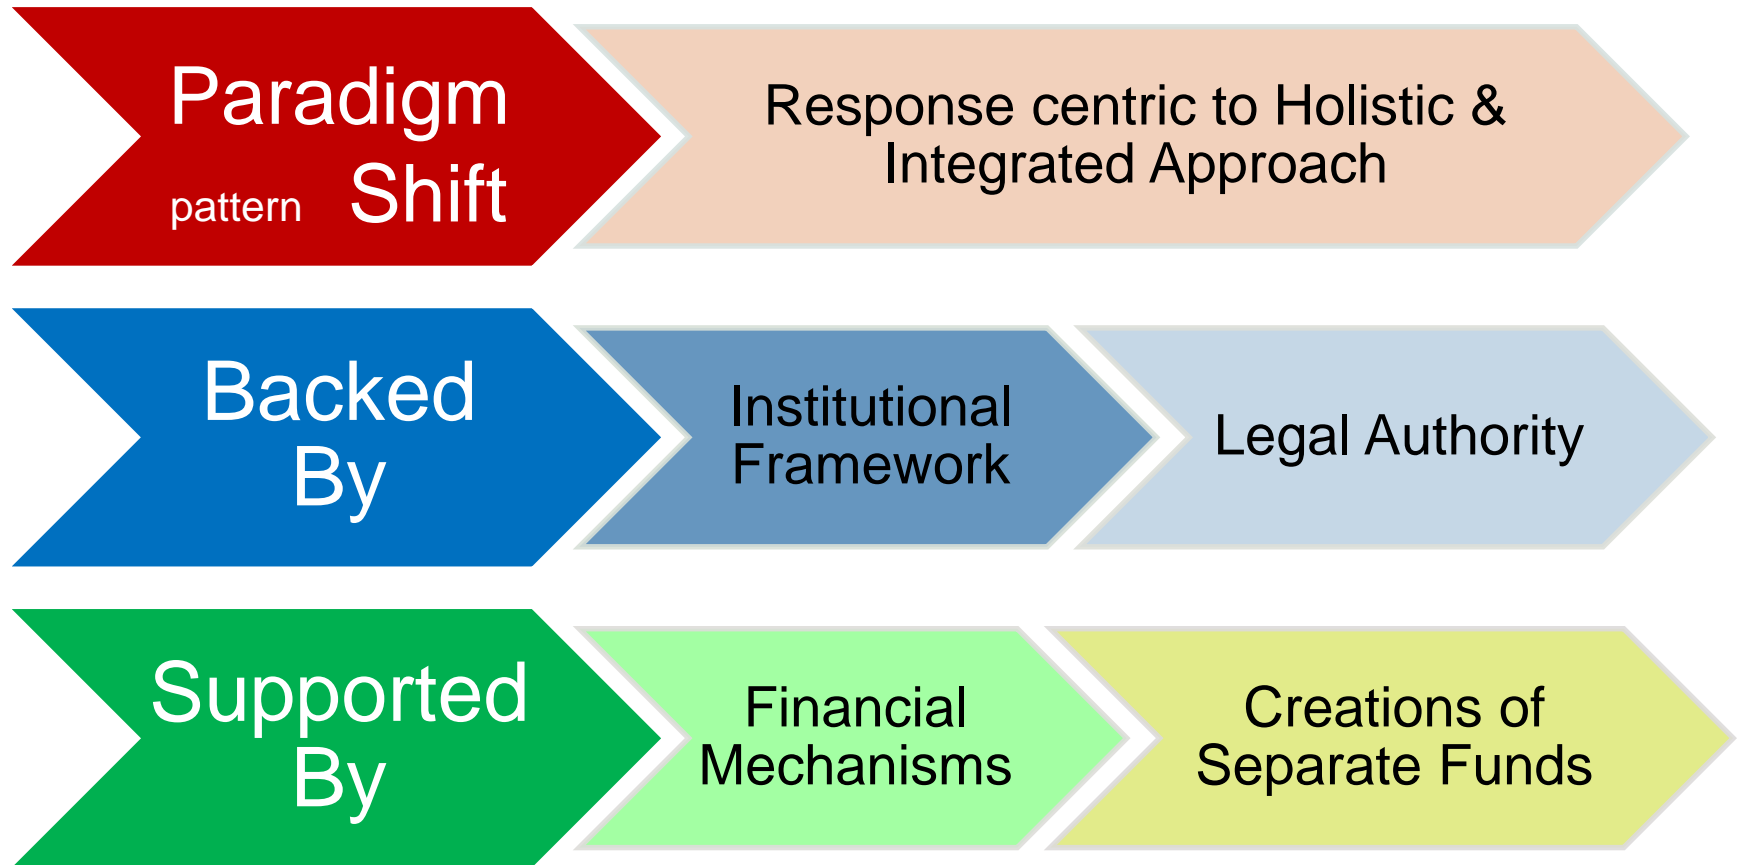 Paradigm
pattern Shift
Response centric to Holistic &
Integrated Approach
Backed
By
Institutional
Framework
Legal Authority
Supported
By
Financial
Mechanisms
Creations of
Separate Funds